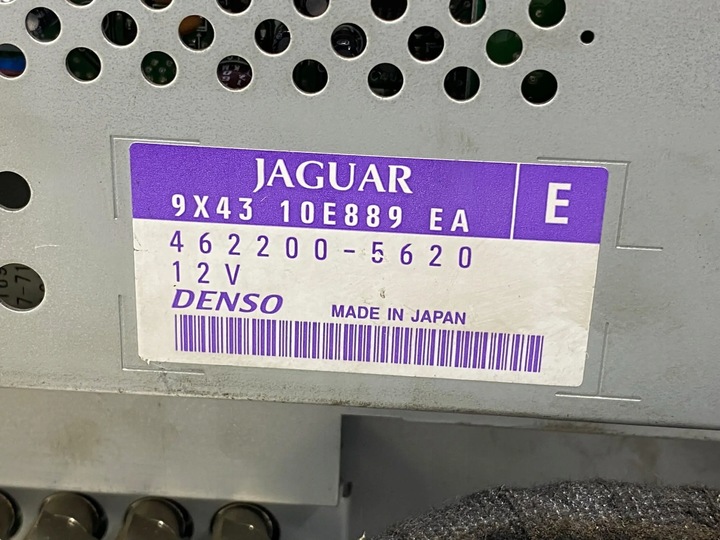 JAGUAR
9X43 10E889 EA
E
462200-5620
12V
DENSO MADE IN JAPAN